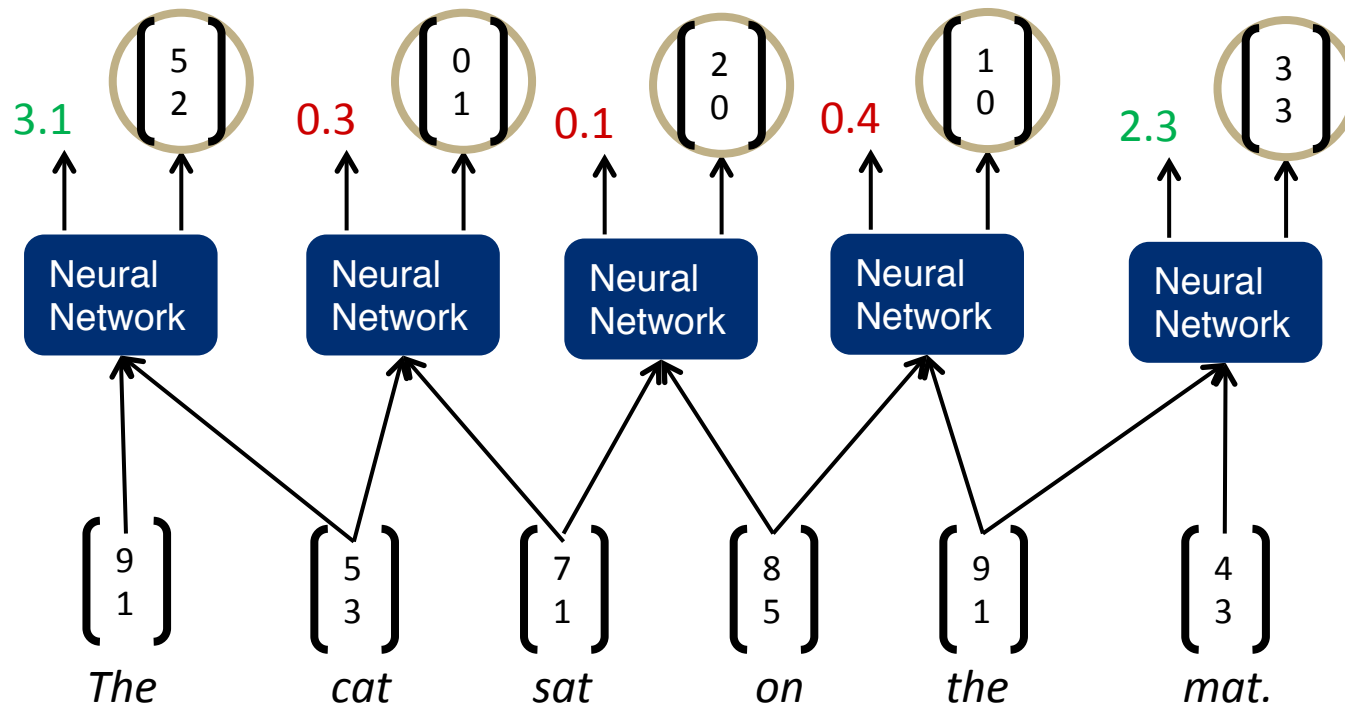 5 0 2 1 3
2 1 0 0 3
3.1 0.3 0.1 0.4 2.3
Neural Neural Neural Neural Neural
Network Network Network Network Network
9 5 7 8 9 4
1 3 1 5 1 3
The cat sat on the mat.